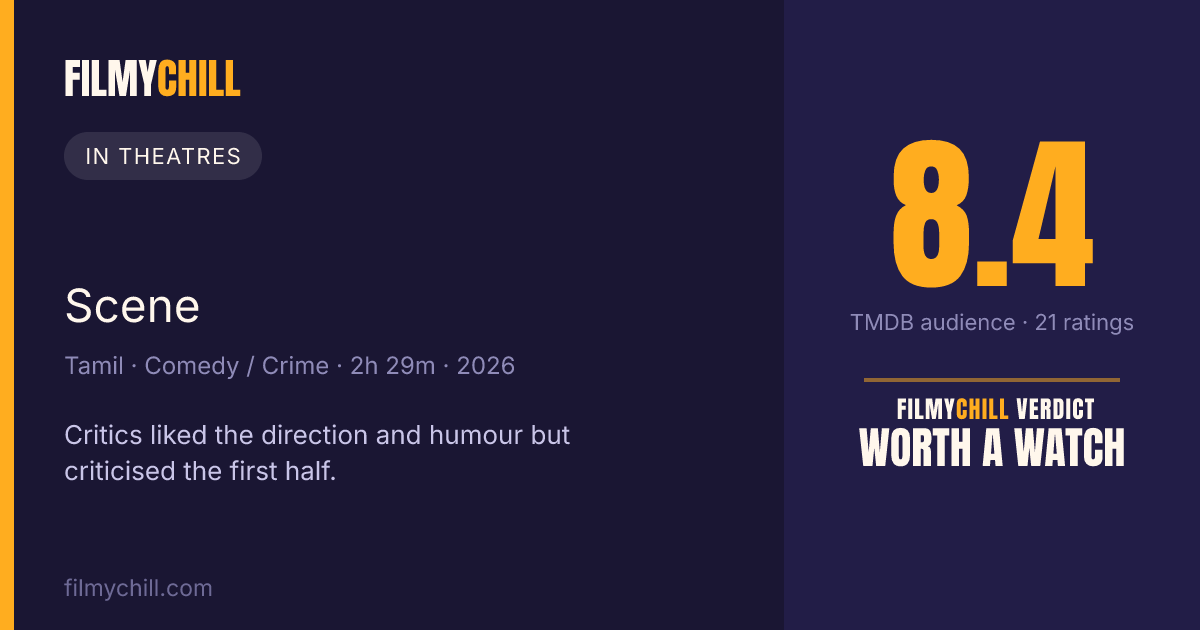 FILMYCHILL
IN THEATRES
Scene
Tamil · Comedy / Crime · 2h 29m · 2026
Critics liked the direction and humour but
criticised the first half.
filmychill.com
8.4
TMDB audience · 21 ratings
FILMYCHILL VERDICT
WORTH A WATCH